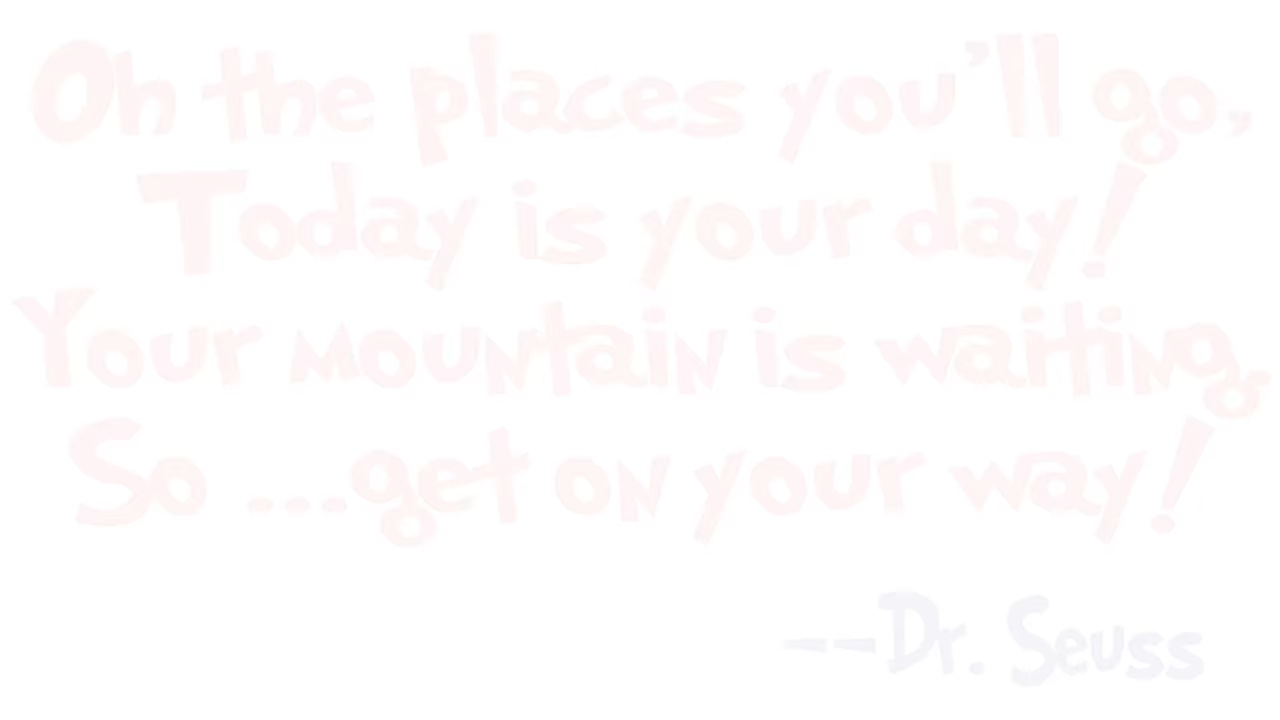 Oh the places you'll go,
Today is your day!
Your mountain is waiting,
So ...get on your way!
--Dr. Seuss